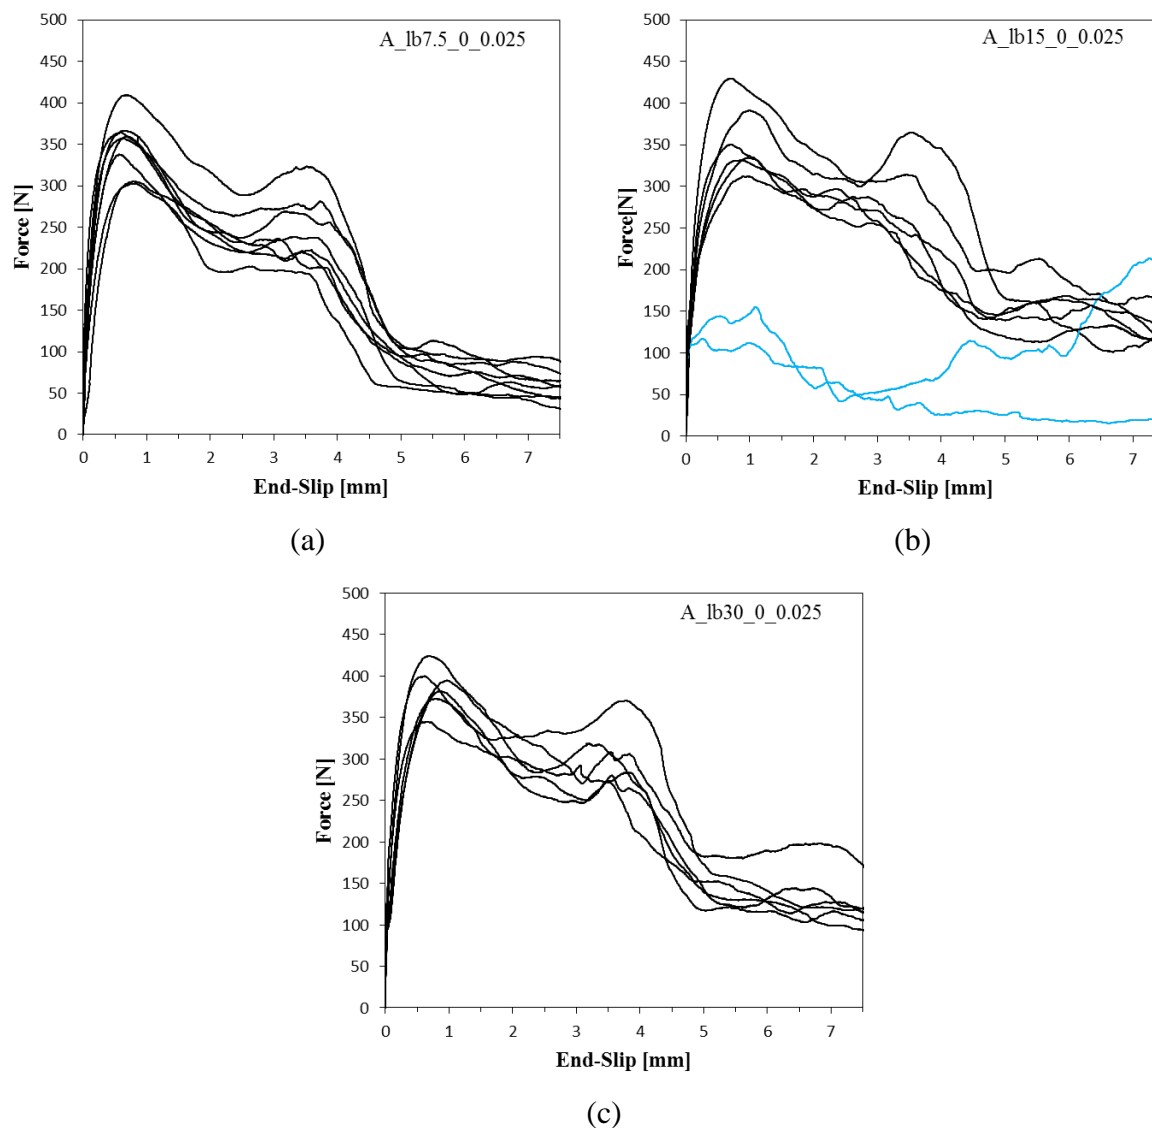 A_lb7.5_0_0.025
500
450
400
350
300
250
200
150
100
50
0
Force [N]
0 1 2 3 4 5 6 7
End-Slip [mm]
(a)
A_lb15_0_0.025
500
450
400
350
300
250
200
150
100
50
0
Force[N]
0 1 2 3 4 5 6 7
End-Slip [mm]
(b)
A_lb30_0_0.025
500
450
400
350
300
250
200
150
100
50
0
Force [N]
0 1 2 3 4 5 6 7
End-Slip [mm]
(c)